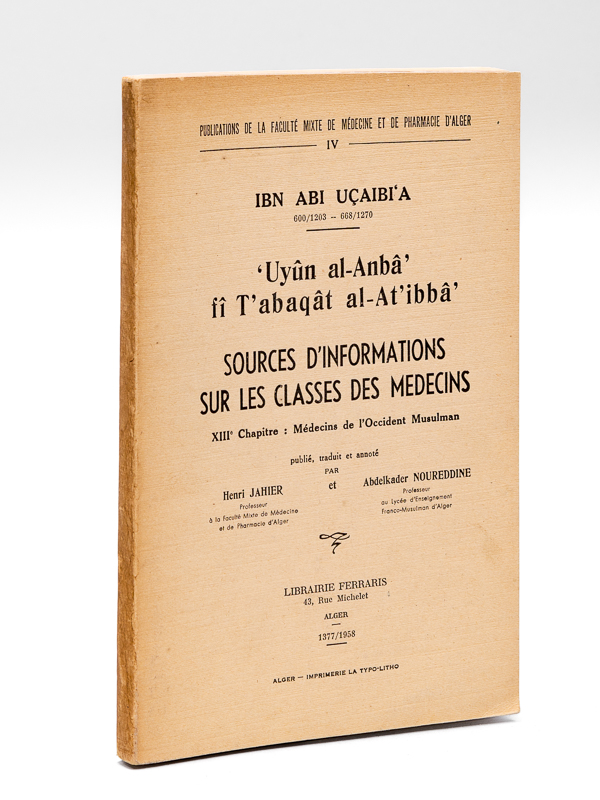 PUBLICATIONS DE LA FACULTÉ MIXTE DE MÉDECINE ET DE PHARMACIE D'ALGER
IV
IBN ABI UÇAIBI‘A
600/1203 -- 668/1270
‘Uyûn al-Anbâ’
fî T'abaqât al-At'ibbâ’
SOURCES D'INFORMATIONS
SUR LES CLASSES DES MEDECINS
XIIIe Chapitre : Médecins de l'Occident Musulman
publié, traduit et annoté
PAR
Henri JAHIER
Professeur
à la Faculté Mixte de Médecine
et de Pharmacie d'Alger
et
Abdelkader NOUREDDINE
Professeur
au Lycée d'Enseignement
Franco-Musulman d'Alger
LIBRAIRIE FERRARIS
43, Rue Michelet
ALGER
1377/1958
ALGER — IMPRIMERIE LA TYPO-LITHO